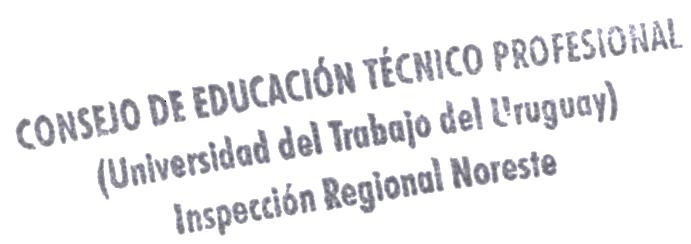 CONSEJO DE EDUCACIÓN TÉCNICO PROFESIONAL
(Universidad del Trabajo del Uruguay)
Inspección Regional Noreste